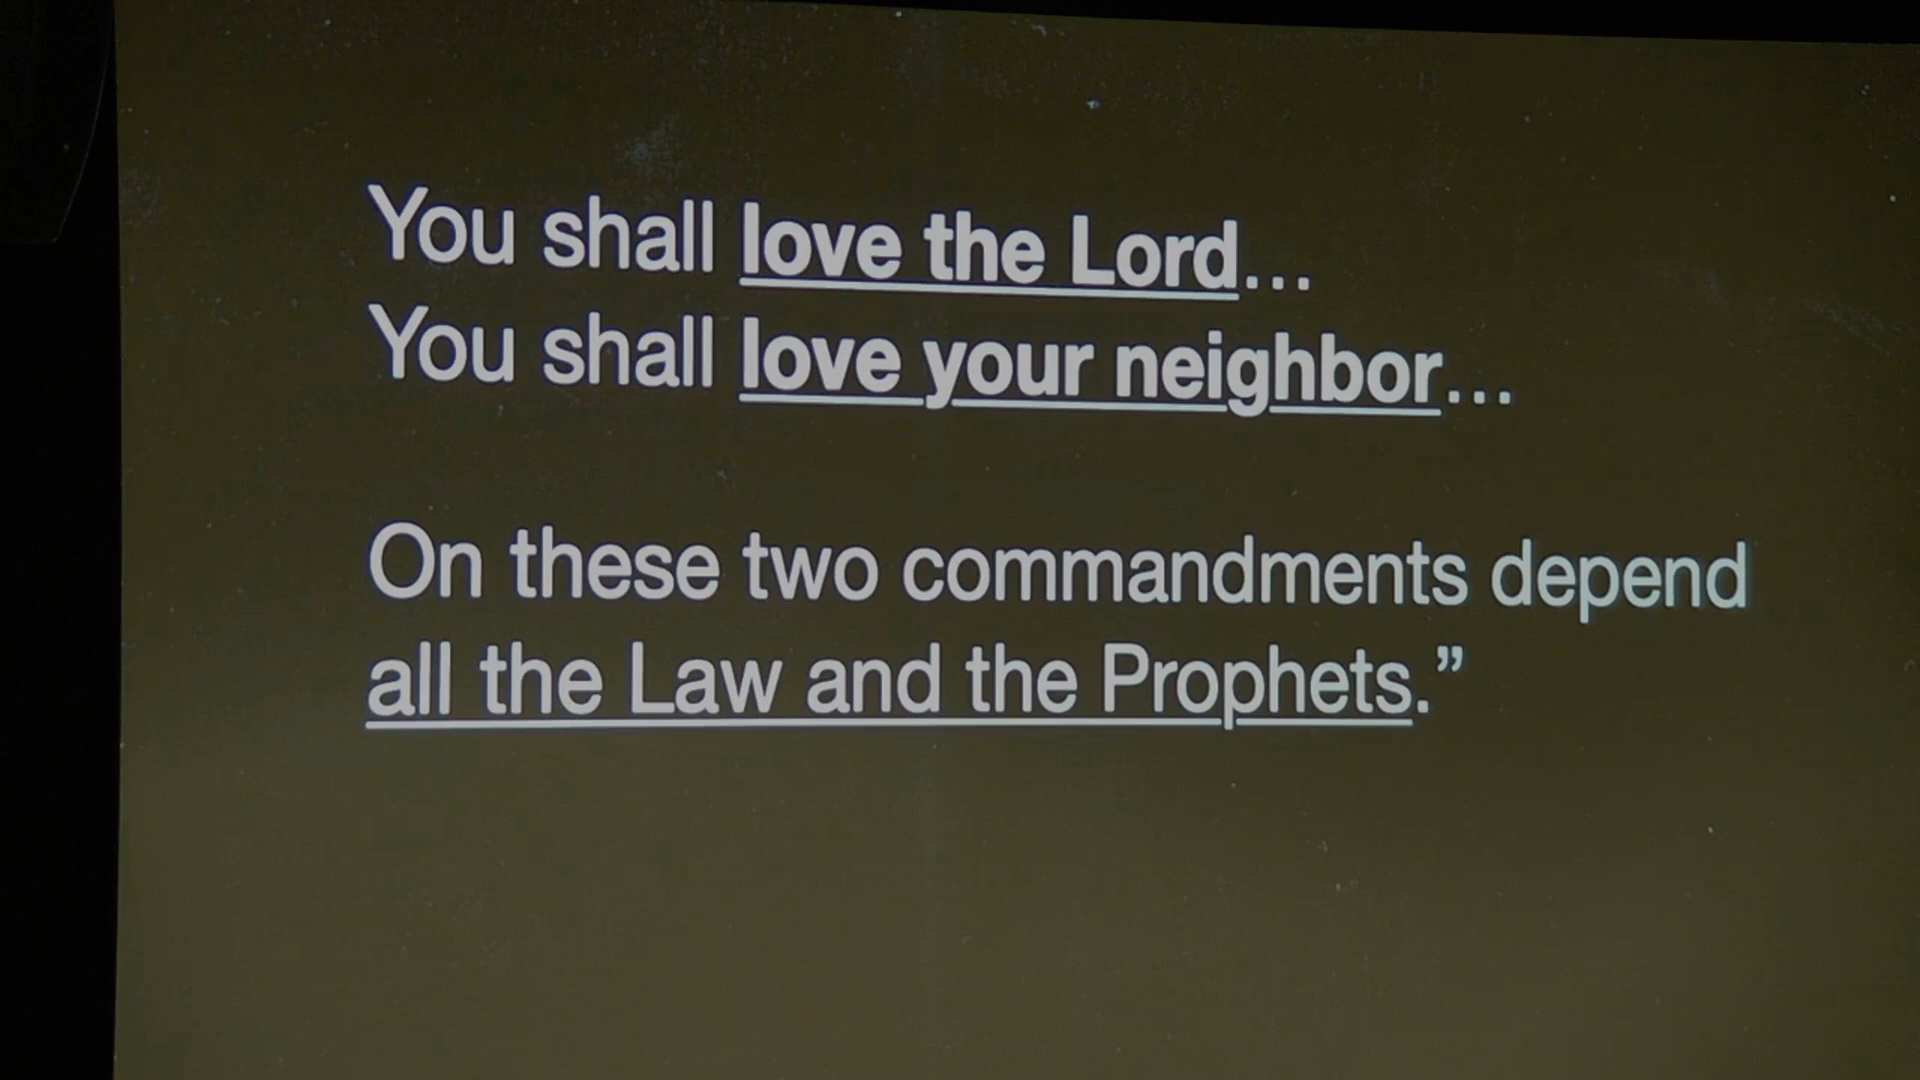 You shall love the Lord...
You shall love your neighbor...
On these two commandments depend
all the Law and the Prophets.”